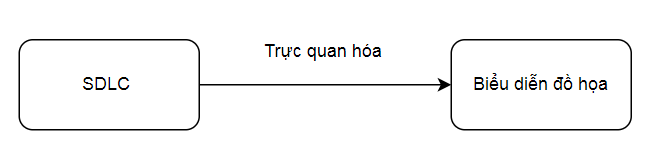 Trực quan hóa
SDLC
Biểu diễn đồ họa